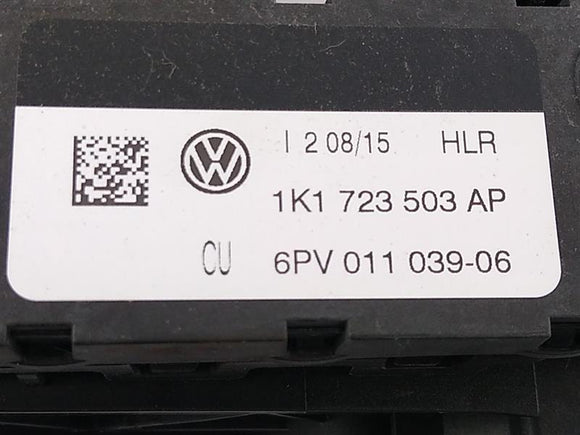 I 2 08/15 HLR
1K1 723 503 AP
CU 6PV 011 039-06